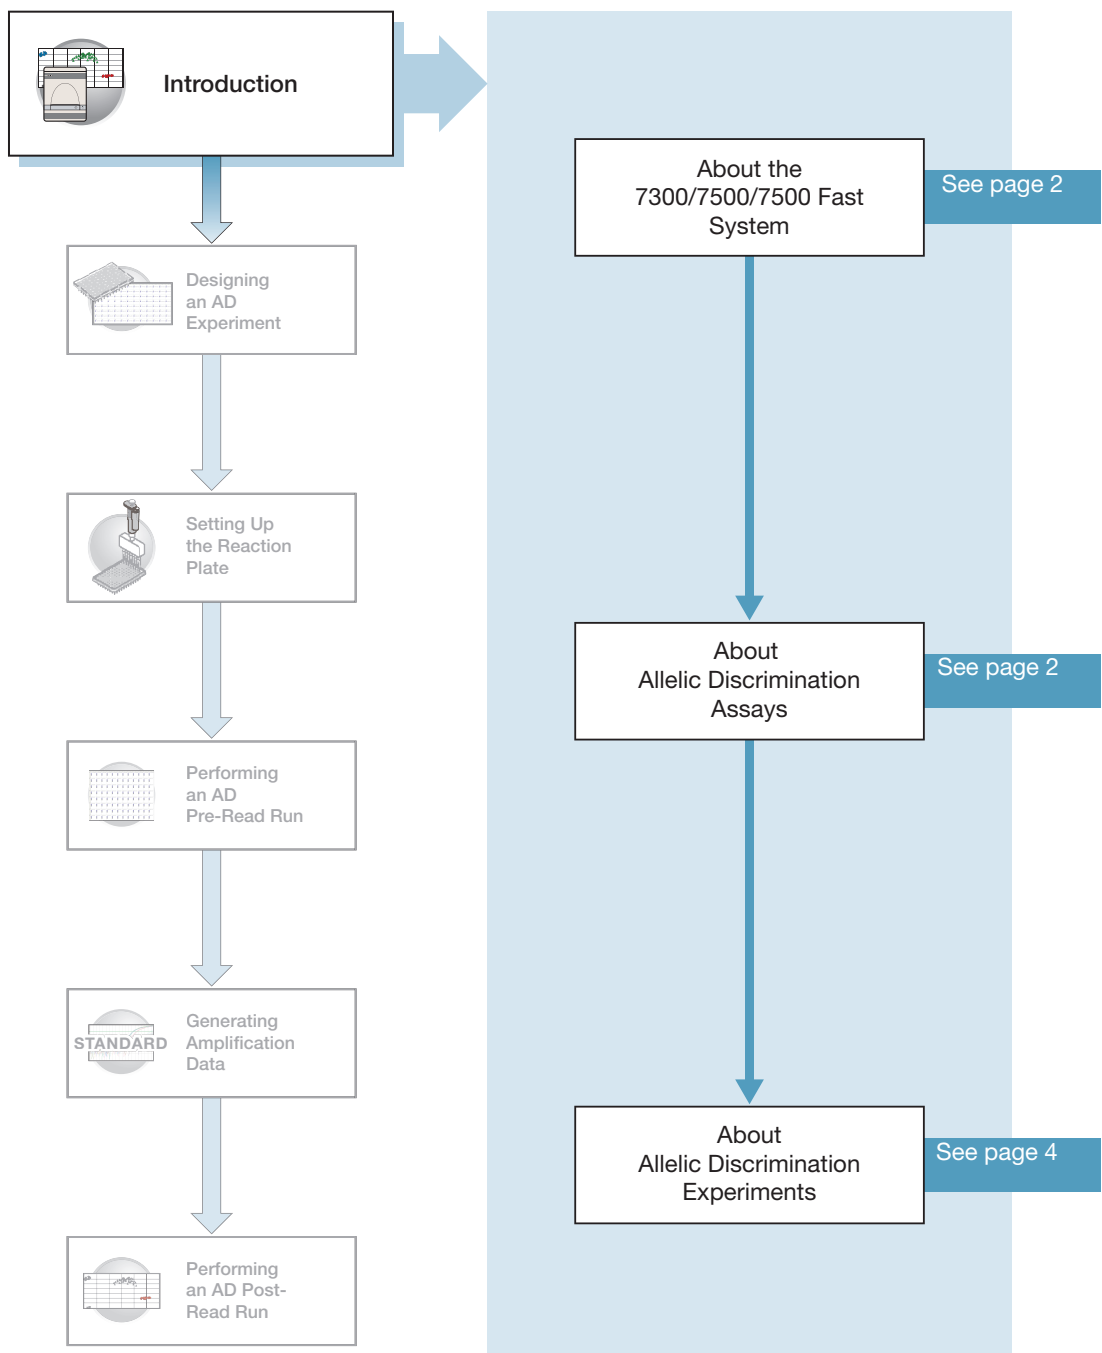 Introduction
Designing
an AD
Experiment
Setting Up
the Reaction
Plate
Performing
an AD
Pre-Read Run
STANDARD
Generating
Amplification
Data
Performing
an AD Post-
Read Run
About the
7300/7500/7500 Fast
System
See page 2
About
Allelic Discrimination
Assays
See page 2
About
Allelic Discrimination
Experiments
See page 4